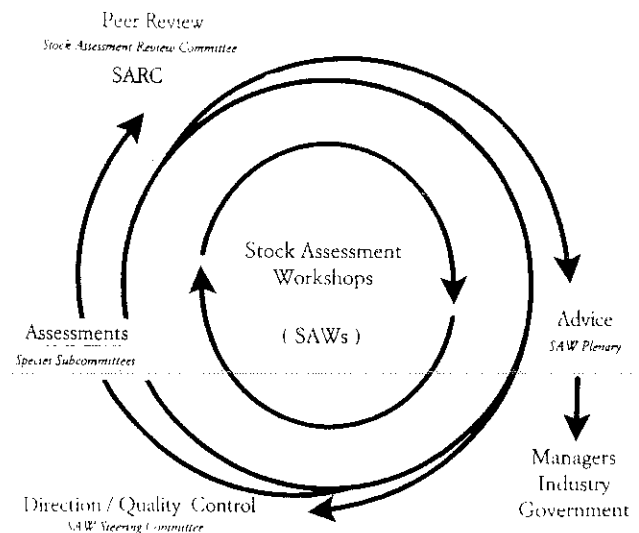 Peer Review
Stock Assessment Review Committee
SARC
Stock Assessment
Workshops
( SAWs )
Assessments
Species Subcommittees
Advice
SAW Plenary
Managers
Industry
Government
Direction / Quality Control
SAW Steering Committee